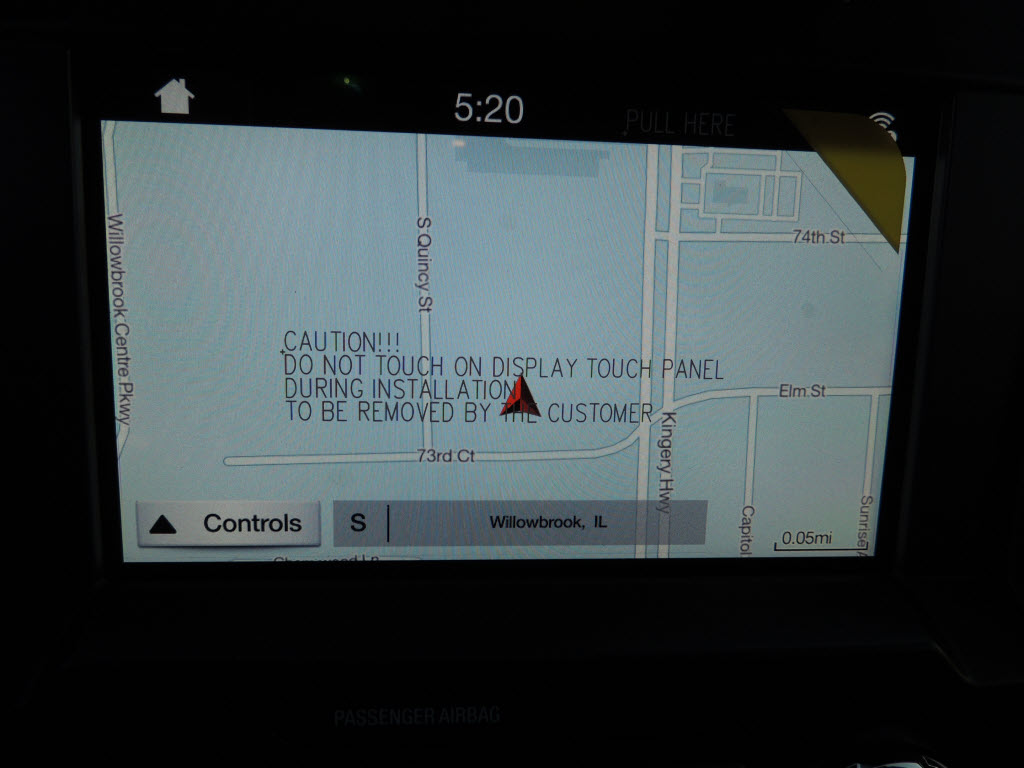 5:20
PULL HERE
Willowbrook Centre Pkwy
S Quincy St
74th St
CAUTION!!!
DO NOT TOUCH ON DISPLAY TOUCH PANEL
DURING INSTALLATION
TO BE REMOVED BY THE CUSTOMER
Elm St
73rd Ct
Kingery Hwy
Capitol
Sunrise A
Controls
S
Willowbrook, IL
0.05mi
PASSENGER AIRBAG